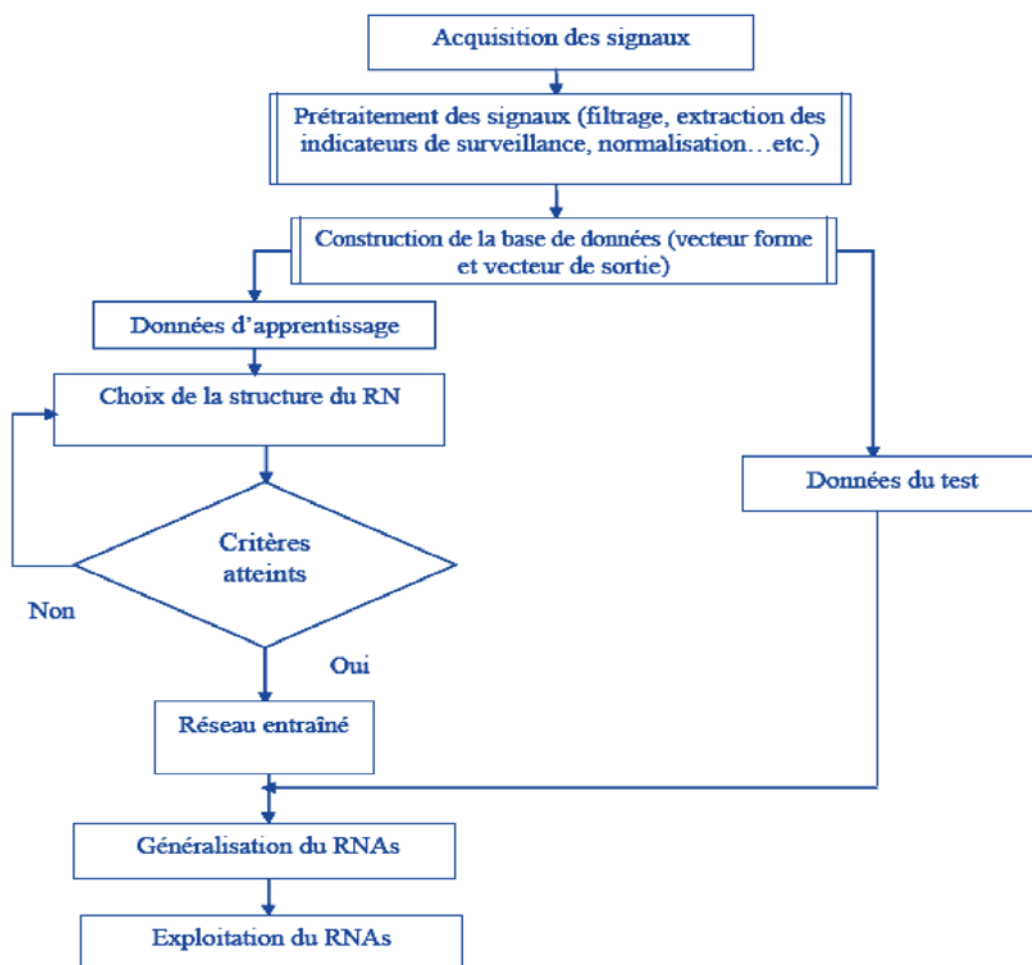 Acquisition des signaux
Prétraitement des signaux (filtrage, extraction des
indicateurs de surveillance, normalisation…etc.)
Construction de la base de données (vecteur forme
et vecteur de sortie)
Données d’apprentissage
Choix de la structure du RN
Données du test
Critères
atteints
Non
Oui
Réseau entraîné
Généralisation du RNAs
Exploitation du RNAs